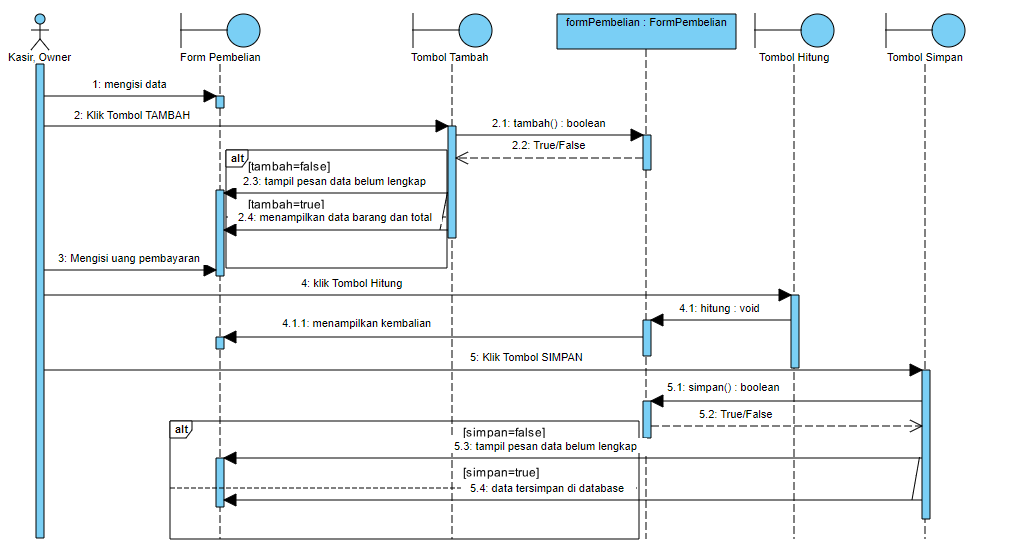 formPembelian : FormPembelian
Kasir, Owner
Form Pembelian
Tombol Tambah
Tombol Hitung
Tombol Simpan
1: mengisi data
2: Klik Tombol TAMBAH
2.1: tambah() : boolean
2.2: True/False
alt
[tambah=false]
2.3: tampil pesan data belum lengkap
[tambah=true]
2.4: menampilkan data barang dan total
3: Mengisi uang pembayaran
4: klik Tombol Hitung
4.1: hitung : void
4.1.1: menampilkan kembalian
5: Klik Tombol SIMPAN
5.1: simpan() : boolean
5.2: True/False
alt
[simpan=false]
5.3: tampil pesan data belum lengkap
[simpan=true]
5.4: data tersimpan di database